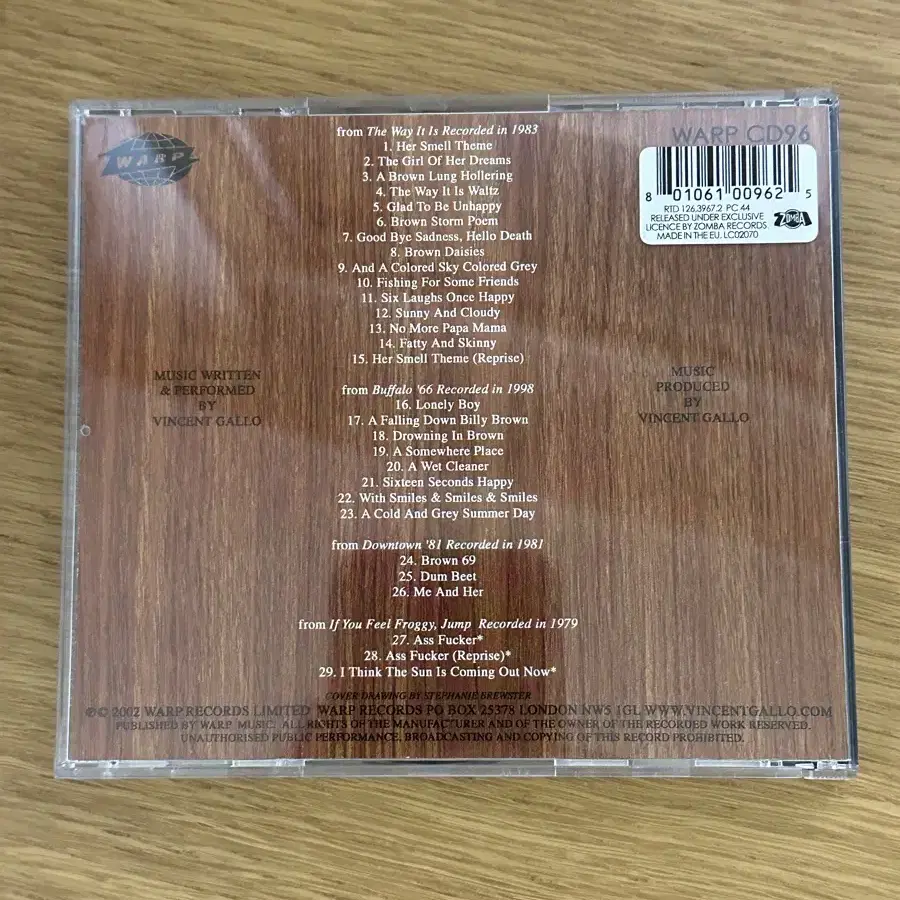 WARP
from The Way It Is Recorded in 1983
1. Her Smell Theme
2. The Girl Of Her Dreams
3. A Brown Lung Hollering
4. The Way It Is Waltz
5. Glad To Be Unhappy
6. Brown Storm Poem
7. Good Bye Sadness, Hello Death
8. Brown Daisies
9. And A Colored Sky Colored Grey
10. Fishing For Some Friends
11. Six Laughs Once Happy
12. Sunny And Cloudy
13. No More Papa Mama
14. Fatty And Skinny
15. Her Smell Theme (Reprise)
from Buffalo '66 Recorded in 1998
16. Lonely Boy
17. A Falling Down Billy Brown
18. Drowning In Brown
19. A Somewhere Place
20. A Wet Cleaner
21. Sixteen Seconds Happy
22. With Smiles & Smiles & Smiles
23. A Cold And Grey Summer Day
from Downtown '81 Recorded in 1981
24. Brown 69
25. Dum Beet
26. Me And Her
from If You Feel Froggy, Jump Recorded in 1979
27. Ass Fucker*
28. Ass Fucker (Reprise)*
29. I Think The Sun Is Coming Out Now*
MUSIC WRITTEN
& PERFORMED
BY
VINCENT GALLO
MUSIC
PRODUCED
BY
VINCENT GALLO
WARP CD96
8 01061 00962 5
RTD 126.3967.2 PC 44
RELEASED UNDER EXCLUSIVE
LICENCE BY ZOMBA RECORDS
MADE IN THE EU. LC02070
ZOMBA
COVER DRAWING BY STEPHANIE BREWSTER
℗© 2002 WARP RECORDS LIMITED WARP RECORDS PO BOX 25378 LONDON NW5 1GL WWW.VINCENTGALLO.COM
PUBLISHED BY WARP MUSIC. ALL RIGHTS OF THE MANUFACTURER AND OF THE OWNER OF THE RECORDED WORK RESERVED.
UNAUTHORISED PUBLIC PERFORMANCE, BROADCASTING AND COPYING OF THIS RECORD PROHIBITED.